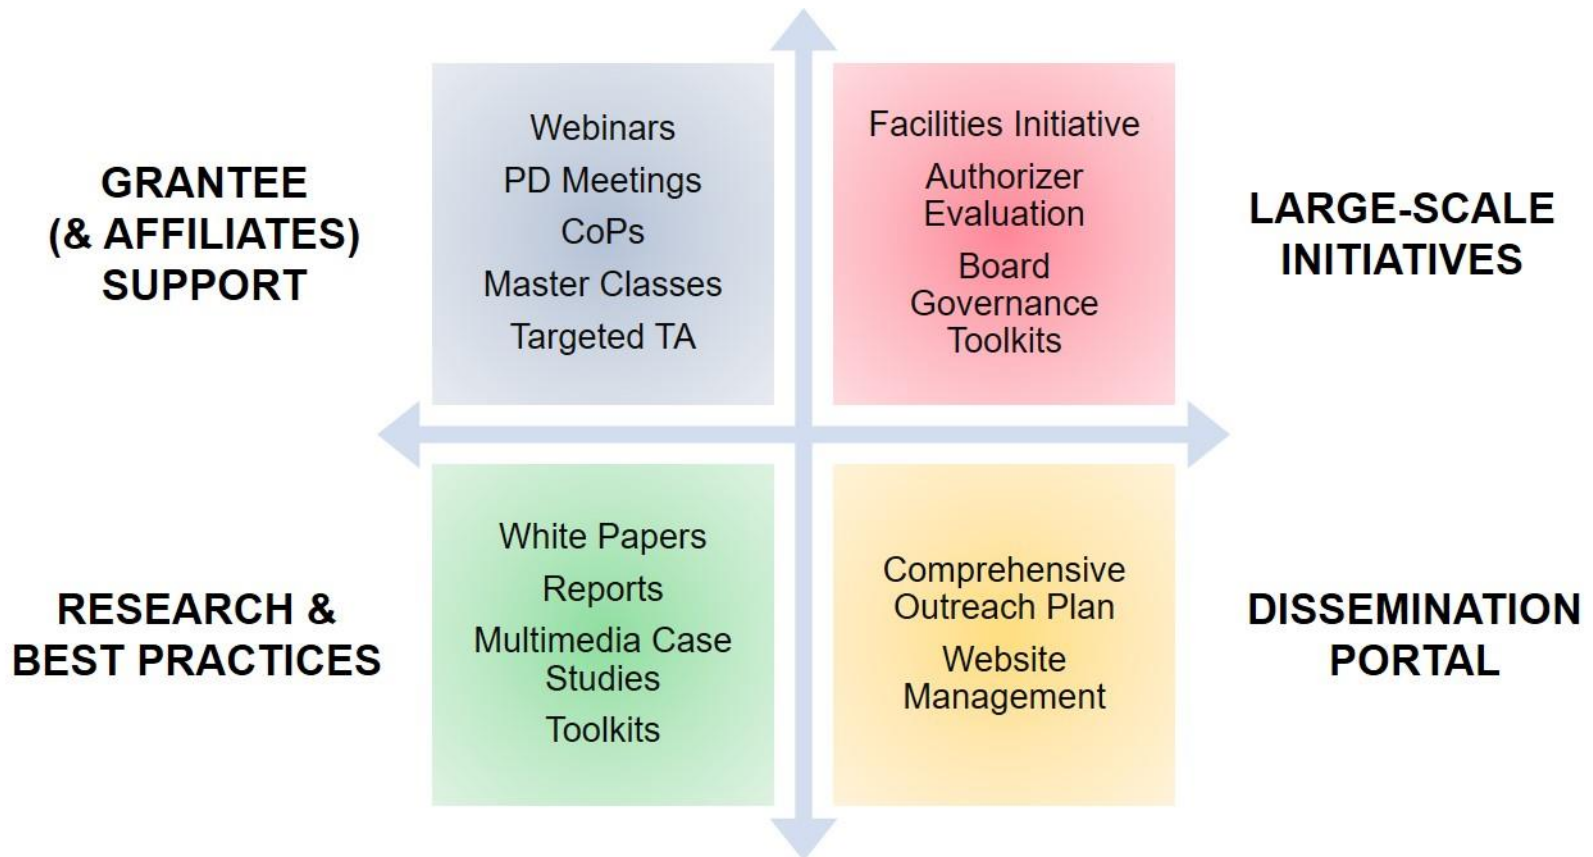 GRANTEE
(& AFFILIATES)
SUPPORT
Webinars
PD Meetings
CoPs
Master Classes
Targeted TA
Facilities Initiative
Authorizer
Evaluation
Board
Governance
Toolkits
LARGE-SCALE
INITIATIVES
RESEARCH &
BEST PRACTICES
White Papers
Reports
Multimedia Case
Studies
Toolkits
Comprehensive
Outreach Plan
Website
Management
DISSEMINATION
PORTAL